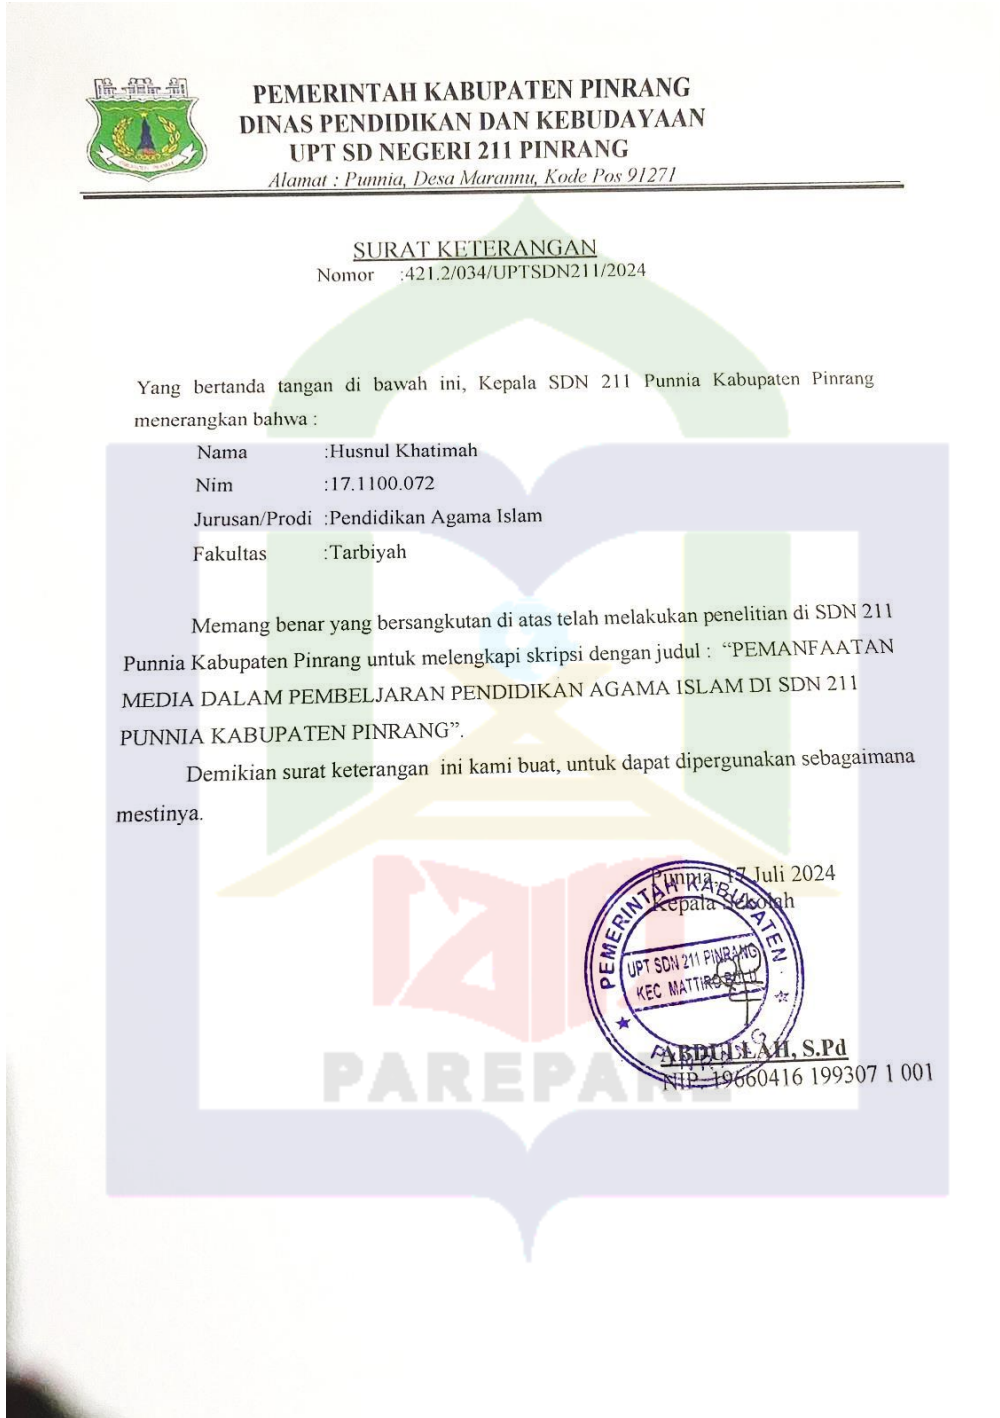 PEMERINTAH KABUPATEN PINRANG
DINAS PENDIDIKAN DAN KEBUDAYAAN
UPT SD NEGERI 211 PINRANG
Alamat : Punnia, Desa Marannu, Kode Pos 91271
SURAT KETERANGAN
Nomor :421.2/034/UPTSDN211/2024
Yang bertanda tangan di bawah ini, Kepala SDN 211 Punnia Kabupaten Pinrang
menerangkan bahwa :
Nama :Husnul Khatimah
Nim :17.1100.072
Jurusan/Prodi :Pendidikan Agama Islam
Fakultas :Tarbiyah
Memang benar yang bersangkutan di atas telah melakukan penelitian di SDN 211
Punnia Kabupaten Pinrang untuk melengkapi skripsi dengan judul : “PEMANFAATAN
MEDIA DALAM PEMBELJARAN PENDIDIKAN AGAMA ISLAM DI SDN 211
PUNNIA KABUPATEN PINRANG”.
Demikian surat keterangan ini kami buat, untuk dapat dipergunakan sebagaimana
mestinya.
Punnia, 17 Juli 2024
Kepala Sekolah
PEMERINTAH KABUPATEN
UPT SDN 211 PINRANG
KEC MATTIRO BULU
PINRANG
ABDULLAH, S.Pd
NIP. 19660416 199307 1 001
PAREPARE